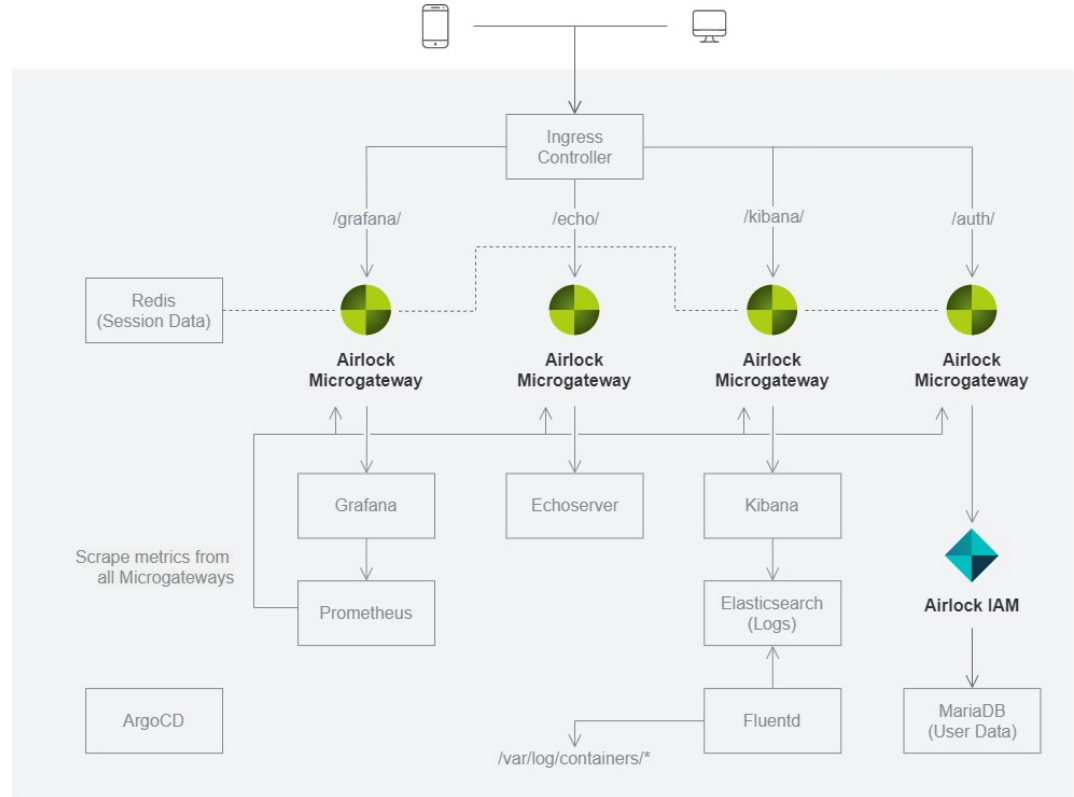 Ingress
Controller
/grafana/
/echo/
/kibana/
/auth/
Redis
(Session Data)
Airlock
Microgateway
Airlock
Microgateway
Airlock
Microgateway
Airlock
Microgateway
Grafana
Echoserver
Kibana
Scrape metrics from
all Microgateways
Prometheus
Elasticsearch
(Logs)
Airlock IAM
ArgoCD
Fluentd
MariaDB
(User Data)
/var/log/containers/*